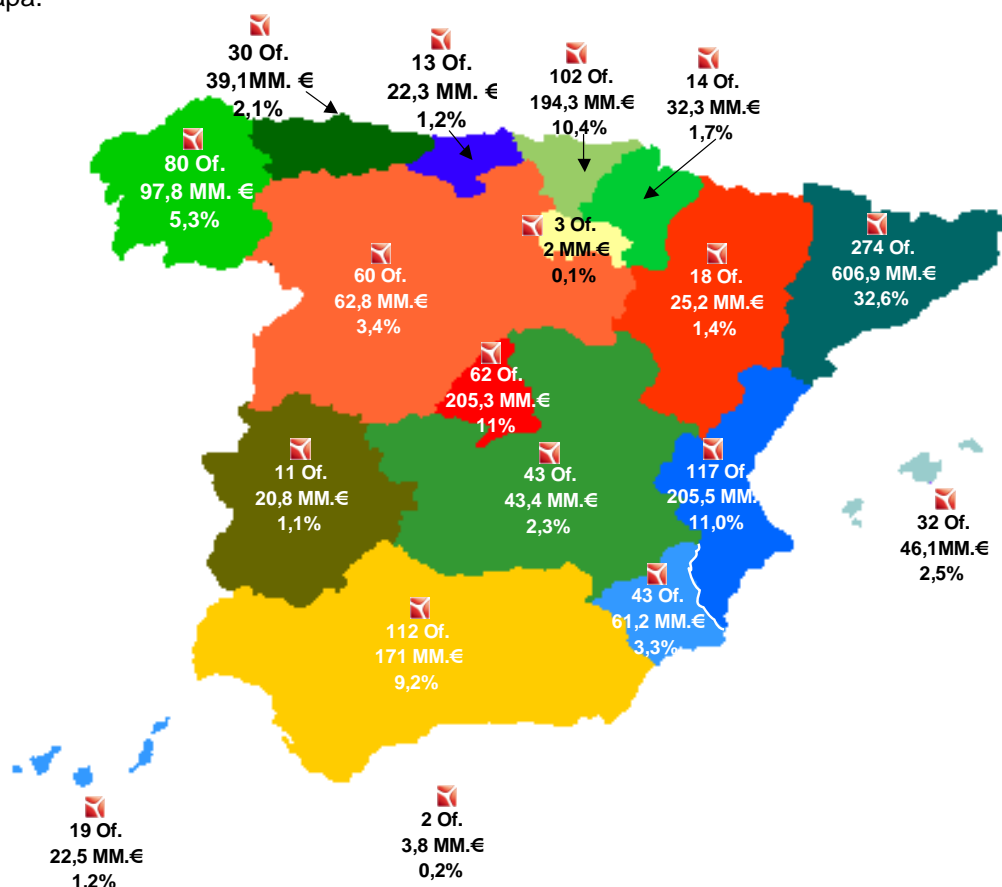 apa:
30 Of.
39,1MM. €
2,1%
13 Of.
22,3 MM. €
1,2%
102 Of.
194,3 MM.€
10,4%
14 Of.
32,3 MM.€
1,7%
80 Of.
97,8 MM. €
5,3%
3 Of.
2 MM.€
0,1%
274 Of.
606,9 MM.€
32,6%
60 Of.
62,8 MM.€
3,4%
18 Of.
25,2 MM.€
1,4%
62 Of.
205,3 MM.€
11%
11 Of.
20,8 MM.€
1,1%
43 Of.
43,4 MM.€
2,3%
117 Of.
205,5 MM.
11,0%
32 Of.
46,1MM.€
2,5%
43 Of.
61,2 MM.€
3,3%
112 Of.
171 MM.€
9,2%
19 Of.
22,5 MM.€
1,2%
2 Of.
3,8 MM.€
0,2%